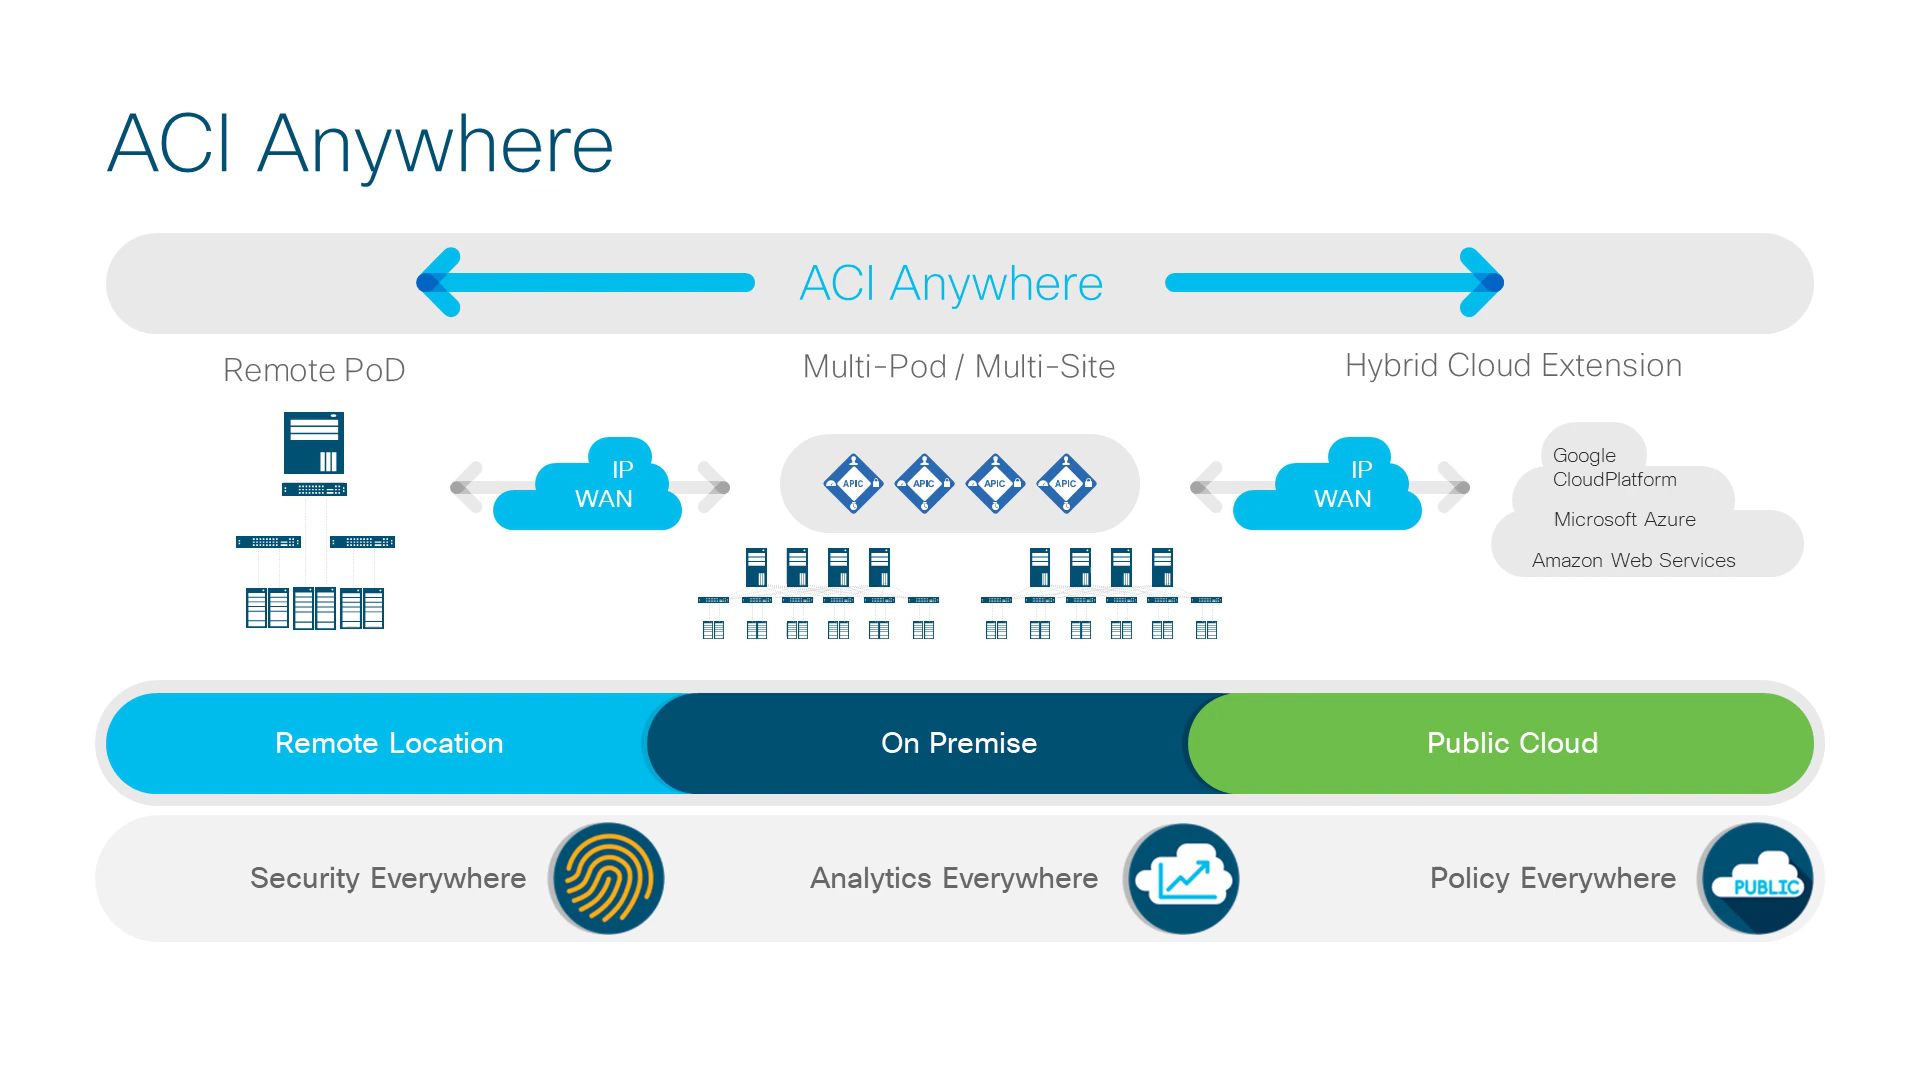 ACI Anywhere
ACI Anywhere
Remote PoD
Multi-Pod / Multi-Site
Hybrid Cloud Extension
IP
WAN
APIC APIC APIC APIC
IP
WAN
Google
CloudPlatform
Microsoft Azure
Amazon Web Services
Remote Location
On Premise
Public Cloud
Security Everywhere
Analytics Everywhere
Policy Everywhere
PUBLIC